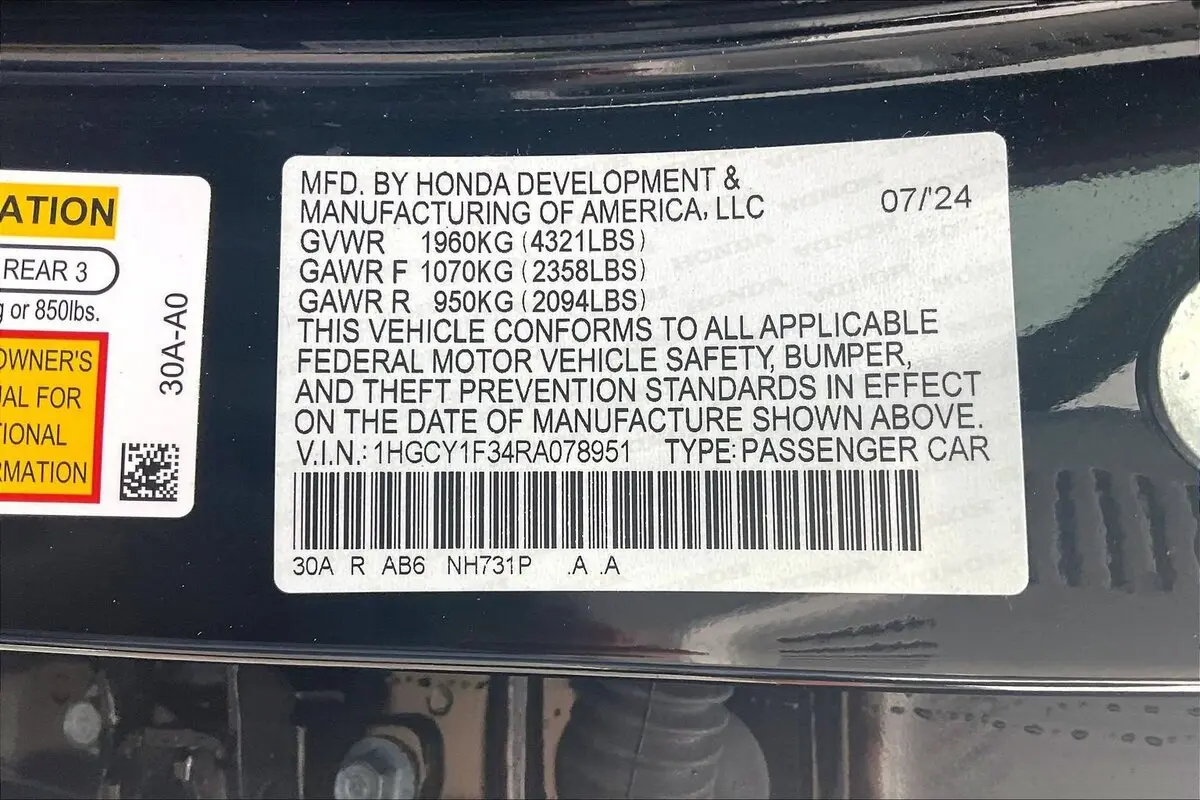 ATION
REAR 3
g or 850lbs.
OWNER'S
UAL FOR
TIONAL
RMATION
30A-A0
MFD. BY HONDA DEVELOPMENT &
MANUFACTURING OF AMERICA, LLC 07/'24
GVWR 1960KG (4321LBS)
GAWR F 1070KG (2358LBS)
GAWR R 950KG (2094LBS)
THIS VEHICLE CONFORMS TO ALL APPLICABLE
FEDERAL MOTOR VEHICLE SAFETY, BUMPER,
AND THEFT PREVENTION STANDARDS IN EFFECT
ON THE DATE OF MANUFACTURE SHOWN ABOVE.
V.I.N.: 1HGCY1F34RA078951 TYPE: PASSENGER CAR
30A R AB6 NH731P .A .A